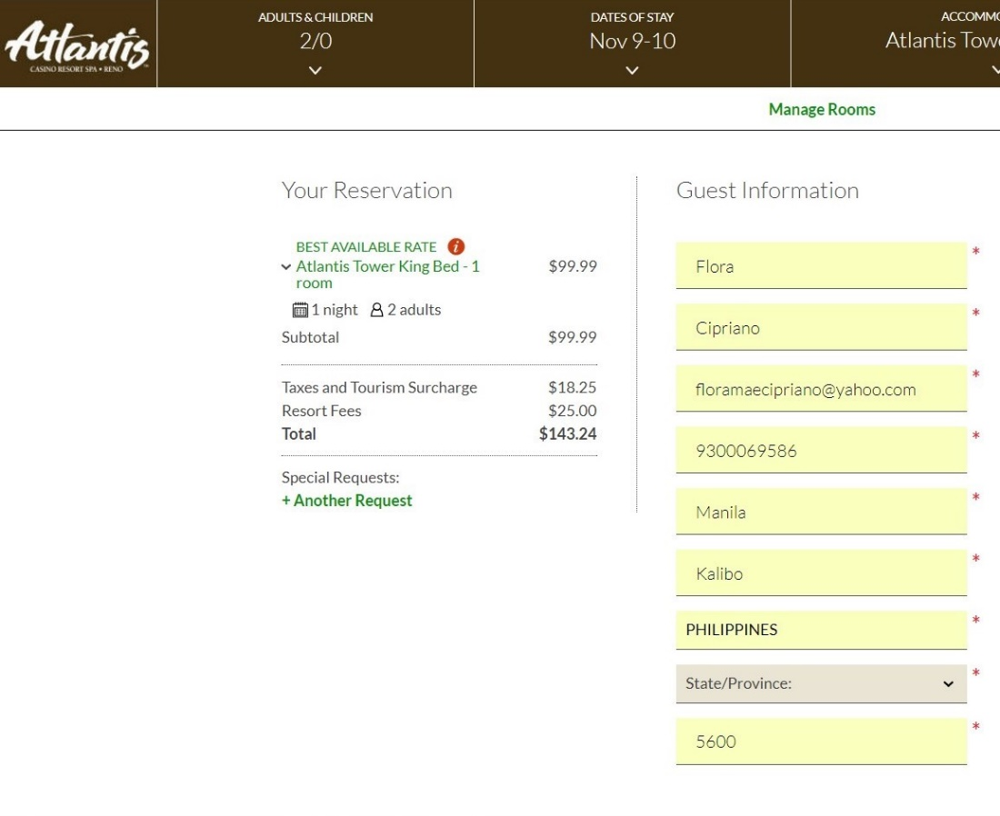 Atlantis
CASINO RESORT SPA • RENO
ADULTS & CHILDREN
2/0
DATES OF STAY
Nov 9-10
ACCOMMO
Atlantis Tow
Manage Rooms
Your Reservation
BEST AVAILABLE RATE i
Atlantis Tower King Bed - 1 $99.99
room
1 night 2 adults
Subtotal $99.99
Taxes and Tourism Surcharge $18.25
Resort Fees $25.00
Total $143.24
Special Requests:
+ Another Request
Guest Information
Flora *
Cipriano *
floramaecipriano@yahoo.com *
9300069586 *
Manila *
Kalibo *
PHILIPPINES *
State/Province: *
5600 *